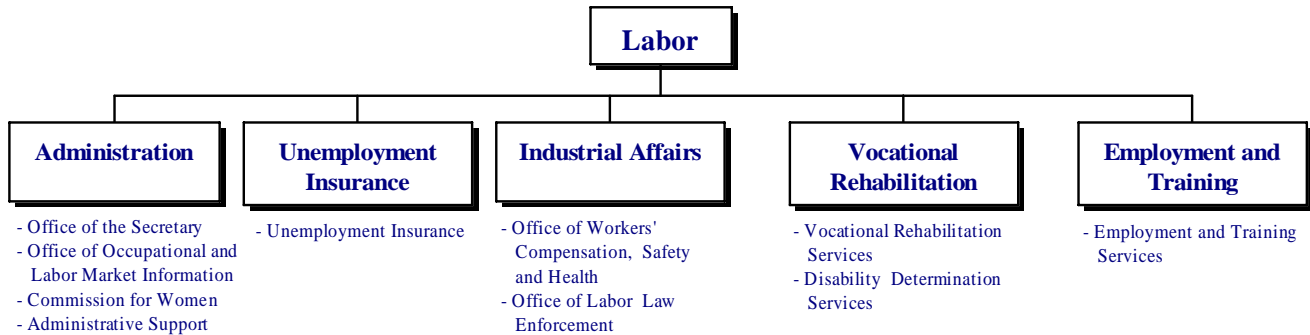 Labor
Administration
- Office of the Secretary
- Office of Occupational and
Labor Market Information
- Commission for Women
- Administrative Support
Unemployment
Insurance
- Unemployment Insurance
Industrial Affairs
- Office of Workers'
Compensation, Safety
and Health
- Office of Labor Law
Enforcement
Vocational
Rehabilitation
- Vocational Rehabilitation
Services
- Disability Determination
Services
Employment and
Training
- Employment and Training
Services